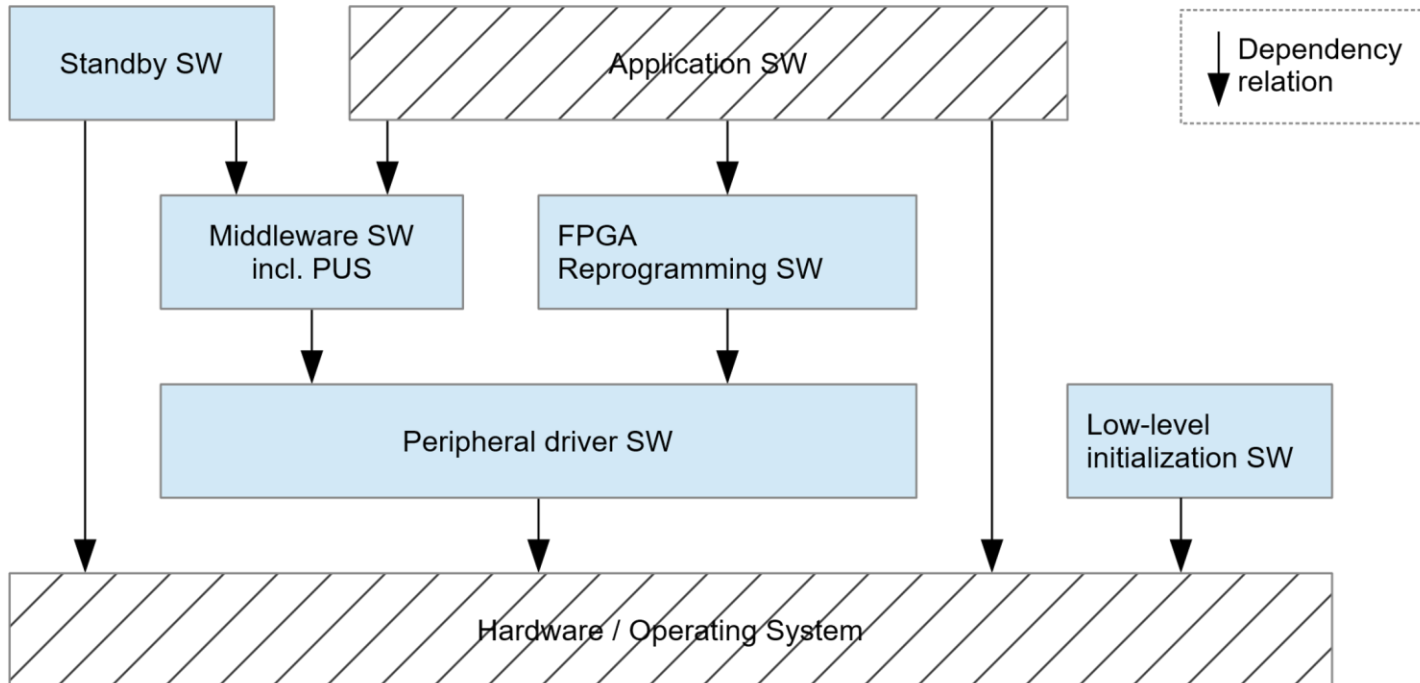 Standby SW
Application SW
Dependency
relation
Middleware SW
incl. PUS
FPGA
Reprogramming SW
Peripheral driver SW
Low-level
initialization SW
Hardware / Operating System